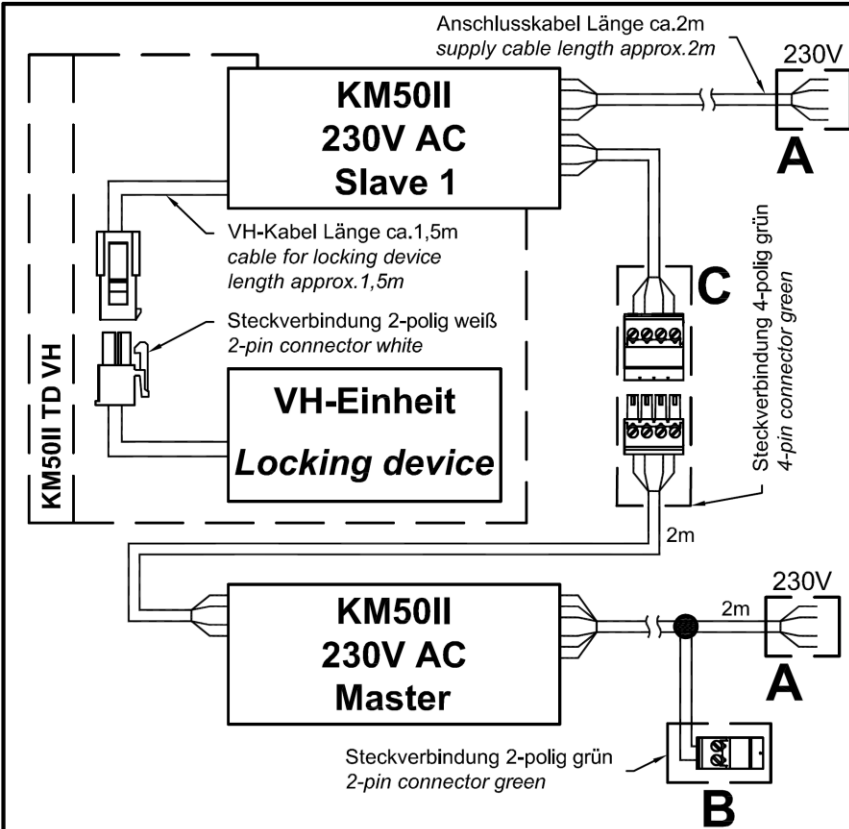 Anschlusskabel Länge ca.2m
supply cable length approx.2m
230V
A
KM50II
230V AC
Slave 1
VH-Kabel Länge ca.1,5m
cable for locking device
length approx.1,5m
Steckverbindung 2-polig weiß
2-pin connector white
KM50II TD VH
VH-Einheit
Locking device
C
Steckverbindung 4-polig grün
4-pin connector green
2m
KM50II
230V AC
Master
2m
230V
A
Steckverbindung 2-polig grün
2-pin connector green
B